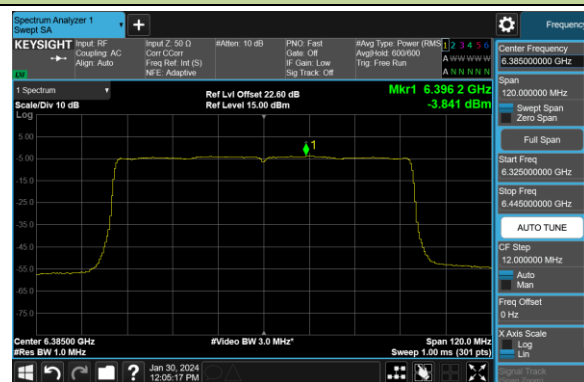 Spectrum Analyzer 1
Swept SA
Frequency
KEYSIGHT
Input: RF
Coupling: AC
Align: Auto
Input Z: 50 Ω
Corr CCorr
Freq Ref: Int (S)
NFE: Adaptive
#Atten: 10 dB
PNO: Fast
Gate: Off
IF Gain: Low
Sig Track: Off
#Avg Type: Power (RMS
Avg|Hold: 600/600
Trig: Free Run
1 2 3 4 5 6
A W W W W W
A N N N N N
LXI
1 Spectrum
Scale/Div 10 dB
Log
Ref Lvl Offset 22.60 dB
Ref Level 15.00 dBm
Mkr1 6.396 2 GHz
-3.841 dBm
1
5.00
-5.00
-15.0
-25.0
-35.0
-45.0
-55.0
-65.0
-75.0
Center 6.38500 GHz
#Res BW 1.0 MHz
#Video BW 3.0 MHz*
Span 120.0 MHz
Sweep 1.00 ms (301 pts)
Jan 30, 2024
12:05:17 PM
?
Center Frequency
6.385000000 GHz
Span
120.000000 MHz
Swept Span
Zero Span
Full Span
Start Freq
6.325000000 GHz
Stop Freq
6.445000000 GHz
AUTO TUNE
CF Step
12.000000 MHz
Auto
Man
Freq Offset
0 Hz
X Axis Scale
Log
Lin
Signal Track